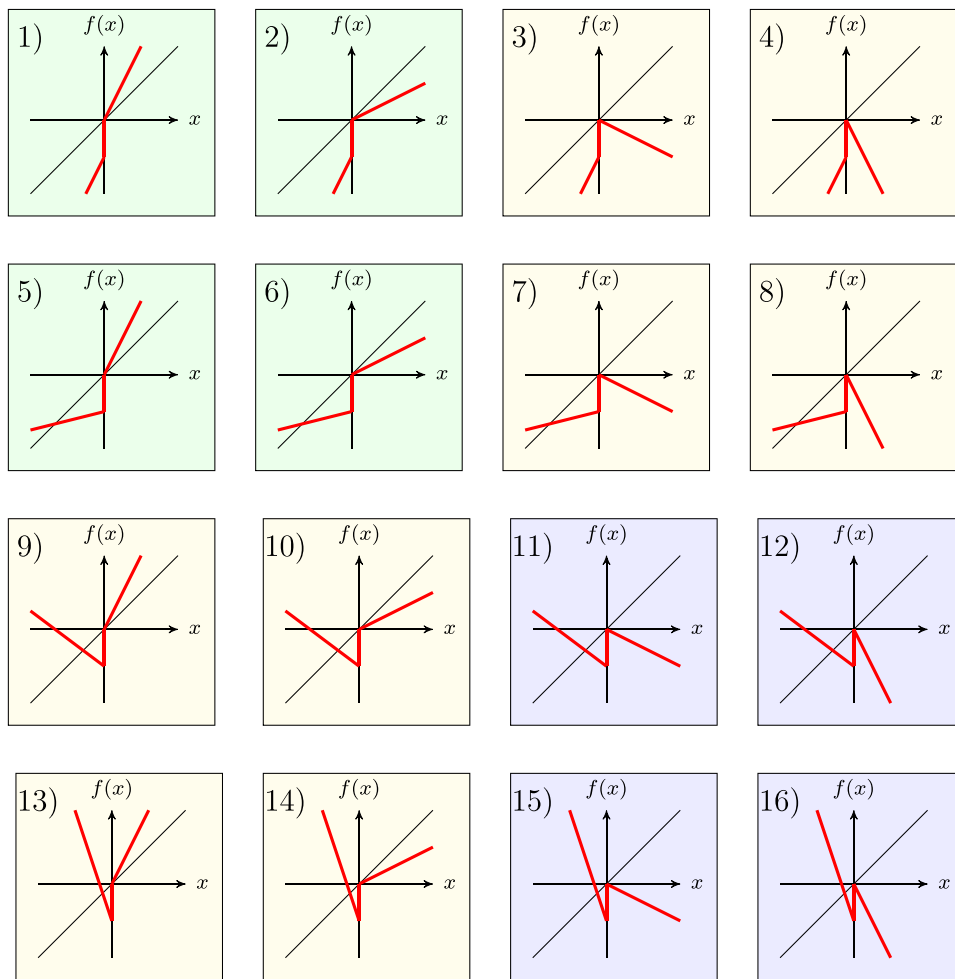 1) f(x) x
2) f(x) x
3) f(x) x
4) f(x) x
5) f(x) x
6) f(x) x
7) f(x) x
8) f(x) x
9) f(x) x
10) f(x) x
11) f(x) x
12) f(x) x
13) f(x) x
14) f(x) x
15) f(x) x
16) f(x) x